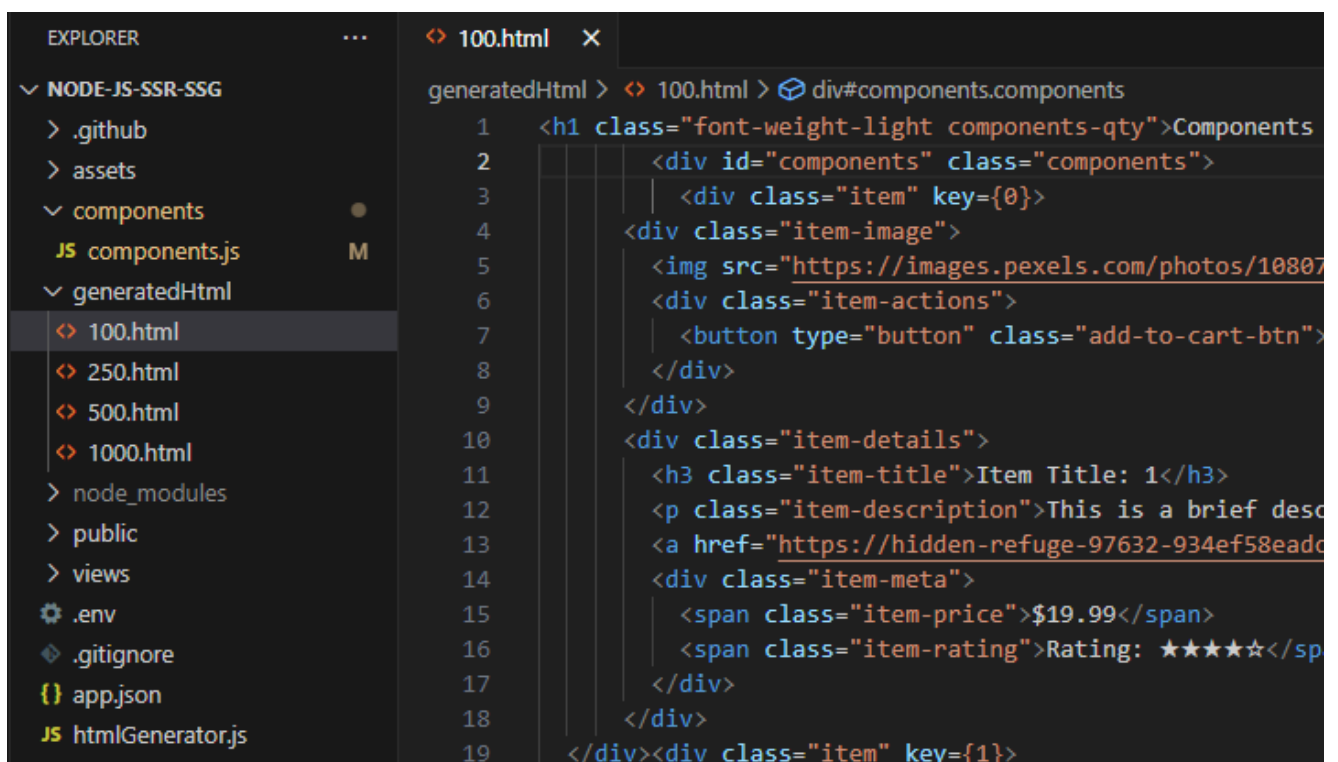 EXPLORER ...
NODE-JS-SSR-SSG
.github
assets
components
JS components.js M
generatedHtml
<> 100.html
<> 250.html
<> 500.html
<> 1000.html
node_modules
public
views
.env
.gitignore
{} app.json
JS htmlGenerator.js
<> 100.html ×
generatedHtml > <> 100.html > div#components.components
1 <h1 class="font-weight-light components-qty">Components
2 <div id="components" class="components">
3 <div class="item" key={0}>
4 <div class="item-image">
5 <img src="https://images.pexels.com/photos/10807
6 <div class="item-actions">
7 <button type="button" class="add-to-cart-btn">
8 </div>
9 </div>
10 <div class="item-details">
11 <h3 class="item-title">Item Title: 1</h3>
12 <p class="item-description">This is a brief desc
13 <a href="https://hidden-refuge-97632-934ef58eadc
14 <div class="item-meta">
15 <span class="item-price">$19.99</span>
16 <span class="item-rating">Rating: ★★★★☆</sp
17 </div>
18 </div>
19 </div><div class="item" key={1}>